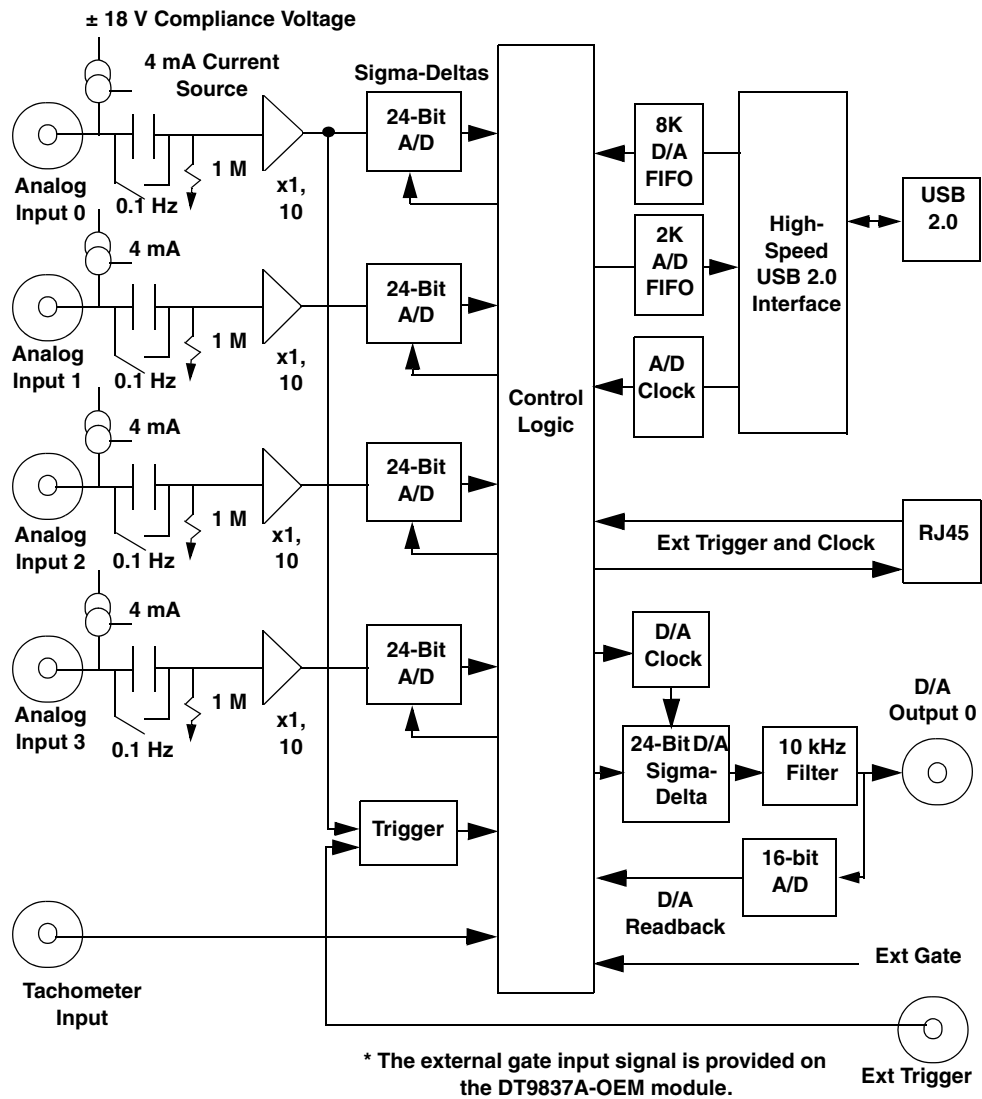 ± 18 V Compliance Voltage
4 mA Current
Source
Sigma-Deltas
24-Bit
A/D
1 M
x1,
10
Analog
Input 0
0.1 Hz
8K
D/A
FIFO
USB
2.0
High-
Speed
USB 2.0
Interface
4 mA
2K
A/D
FIFO
24-Bit
A/D
1 M
x1,
10
Analog
Input 1
0.1 Hz
A/D
Clock
Control
Logic
4 mA
24-Bit
A/D
1 M
x1,
10
Analog
Input 2
0.1 Hz
RJ45
Ext Trigger and Clock
4 mA
24-Bit
A/D
1 M
x1,
10
Analog
Input 3
0.1 Hz
D/A
Clock
D/A
Output 0
24-Bit D/A
Sigma-
Delta
10 kHz
Filter
Trigger
16-bit
A/D
D/A
Readback
Ext Gate
Tachometer
Input
Ext Trigger
* The external gate input signal is provided on
the DT9837A-OEM module.